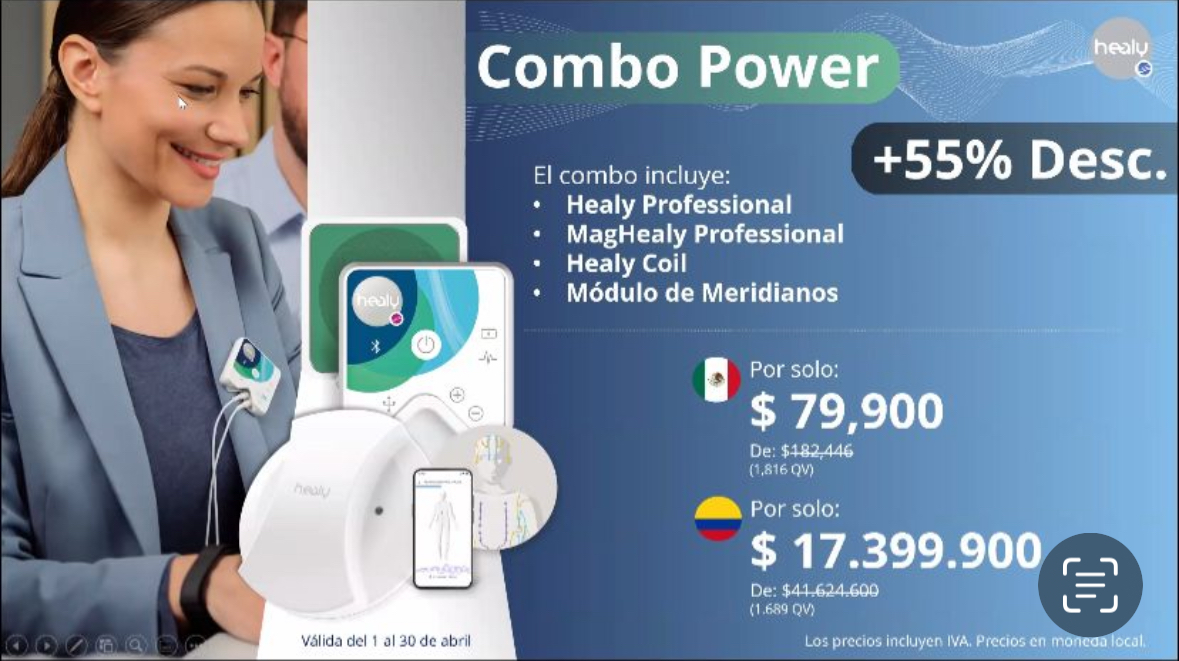 Combo Power
healy
+55% Desc.
El combo incluye:
• Healy Professional
• MagHealy Professional
• Healy Coil
• Módulo de Meridianos
healy
healy
Por solo:
$ 79,900
De: $182,446
(1,816 QV)
Por solo:
$ 17.399.900
De: $41.624.600
(1.689 QV)
Válida del 1 al 30 de abril
Los precios incluyen IVA. Precios en moneda local.